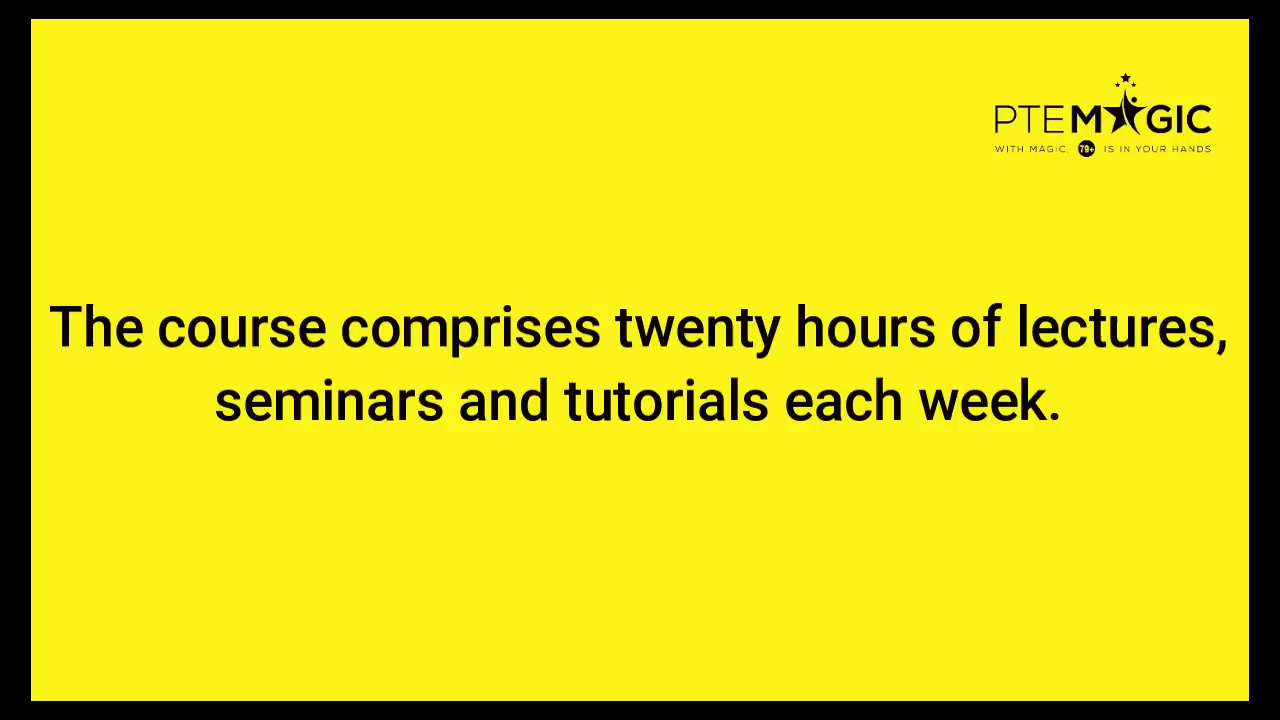 PTEMAGIC
WITH MAGIC, 79+ IS IN YOUR HANDS
The course comprises twenty hours of lectures,
seminars and tutorials each week.